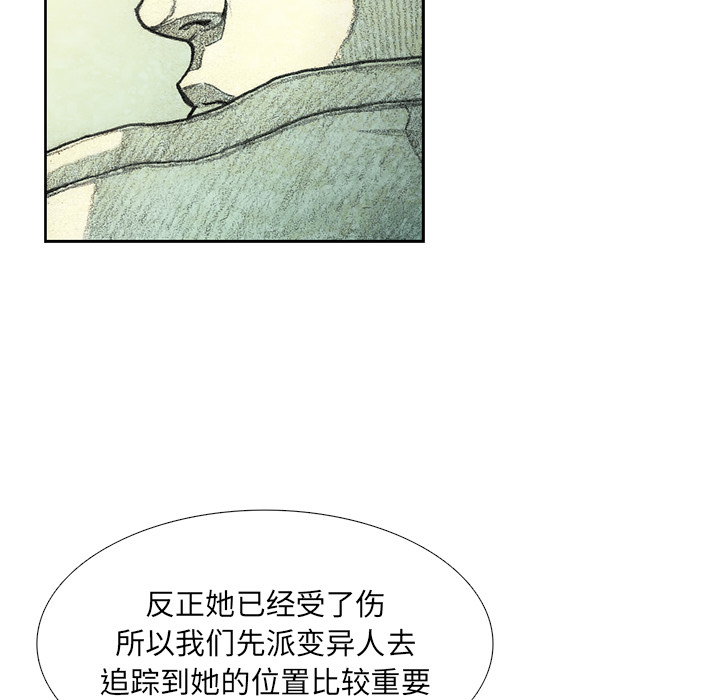 反正她已经受了伤
所以我们先派变异人去
追踪到她的位置比较重要